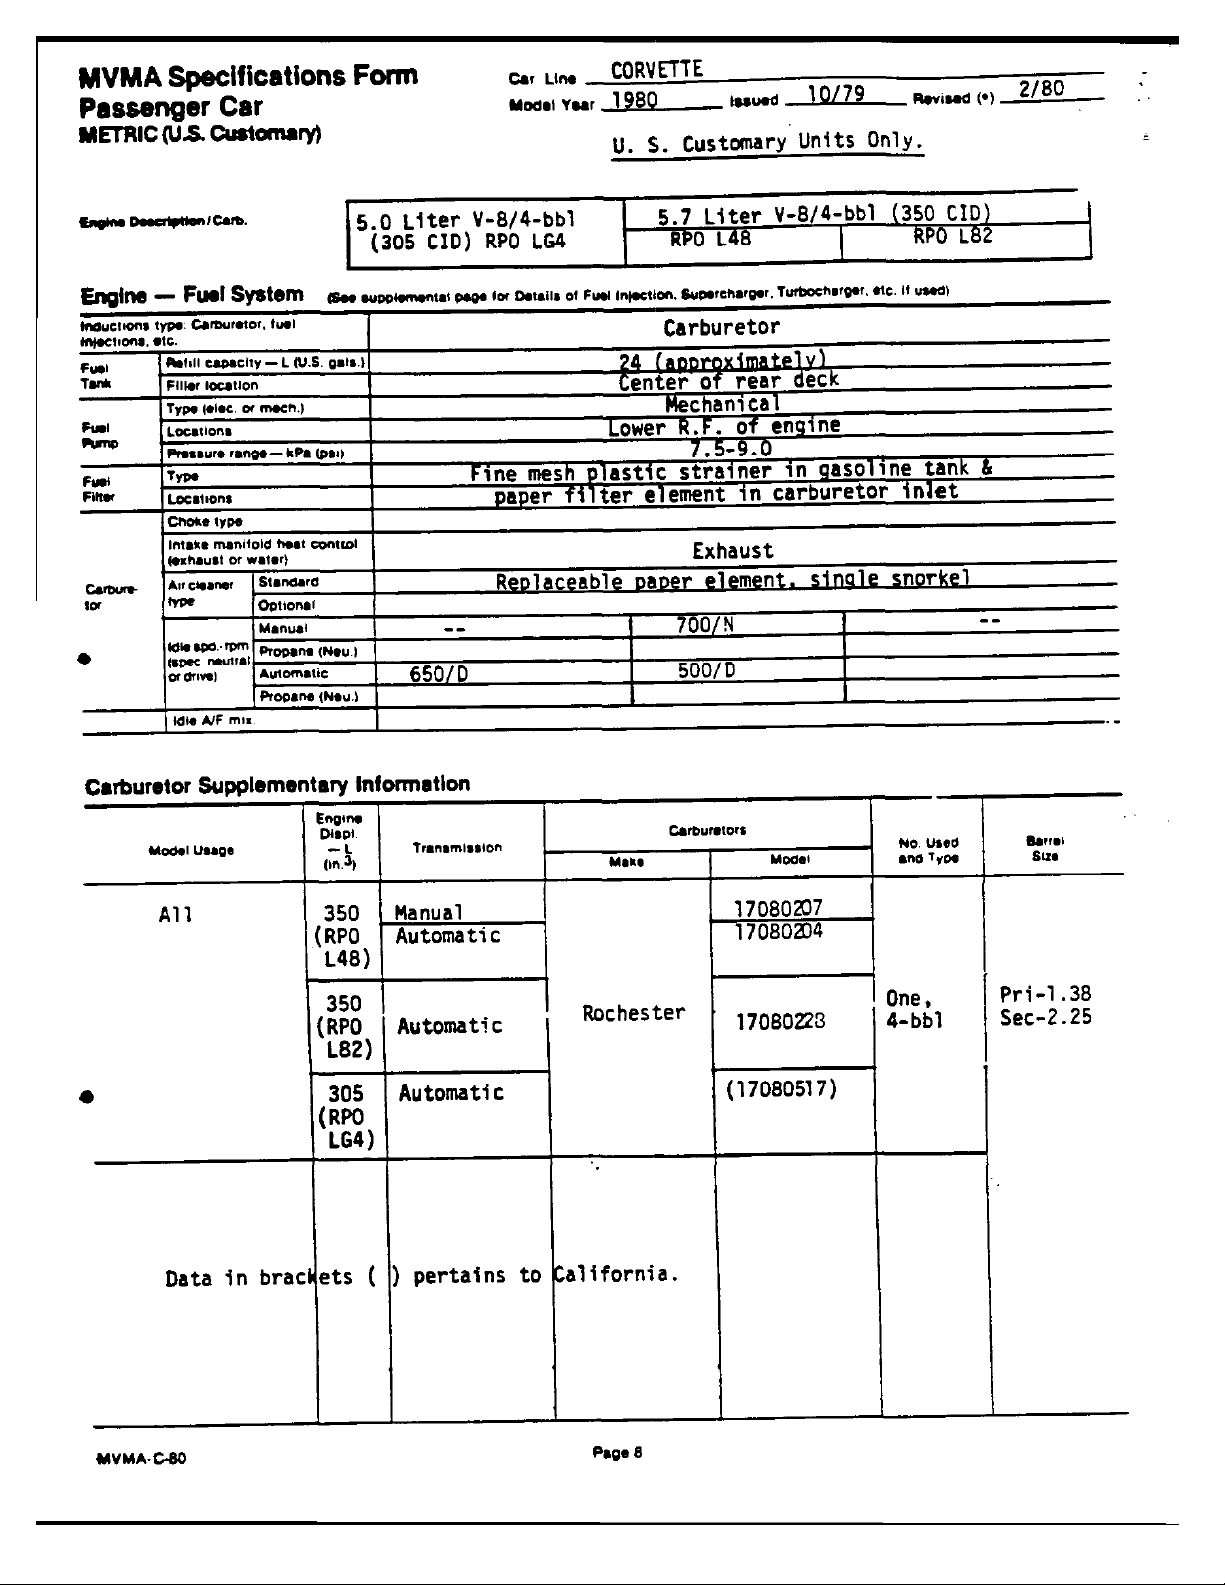 MVMA Specifications Form
Passenger Car
METRIC (U.S. Customary)
Car Line CORVETTE
Model Year 1980 Issued 10/79 Revised (•) 2/80
U. S. Customary Units Only.
Engine Description/Carb.
5.0 Liter V-8/4-bbl
(305 CID) RPO LG4
5.7 Liter V-8/4-bbl (350 CID)
RPO L48 RPO L82
Engine — Fuel System (See supplemental page for Details of Fuel Injection, Supercharger, Turbocharger, etc. if used)
Inductions type: Carburetor, fuel
injections, etc.
Carburetor
Fuel
Tank
Refill capacity — L (U.S. gals.) 24 (approximately)
Filler location Center of rear deck
Fuel
Pump
Type (elec. or mech.) Mechanical
Locations Lower R.F. of engine
Pressure range — kPa (psi) 7.5-9.0
Fuel
Filter
Type Fine mesh plastic strainer in gasoline tank &
Locations paper filter element in carburetor inlet
Carbure-
tor
Choke type
Intake manifold heat control
(exhaust or water)
Exhaust
Air cleaner
type
Standard Replaceable paper element, single snorkel
Optional
Idle spd.-rpm
(spec neutral
or drive)
Manual -- 700/N --
Propane (Neu.)
Automatic 650/D 500/D
Propane (Neu.)
Idle A/F mix.
Carburetor Supplementary Information
Model Usage
Engine
Displ.
— L
(in.3)
Transmission
Carburetors
Make Model
No. Used
and Type
Barrel
Size
All
350
(RPO
L48)
Manual 17080207
Automatic 17080204
350
(RPO
L82)
Automatic
Rochester
17080228
One,
4-bbl
Pri-1.38
Sec-2.25
305
(RPO
LG4)
Automatic (17080517)
Data in brackets ( ) pertains to California.
MVMA-C-80
Page 8